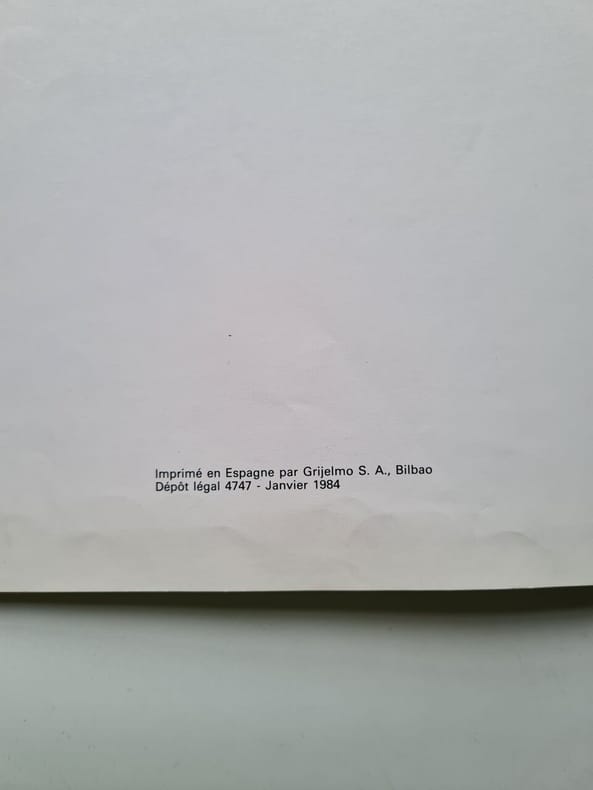 Imprimé en Espagne par Grijelmo S. A., Bilbao
Dépôt légal 4747 - Janvier 1984